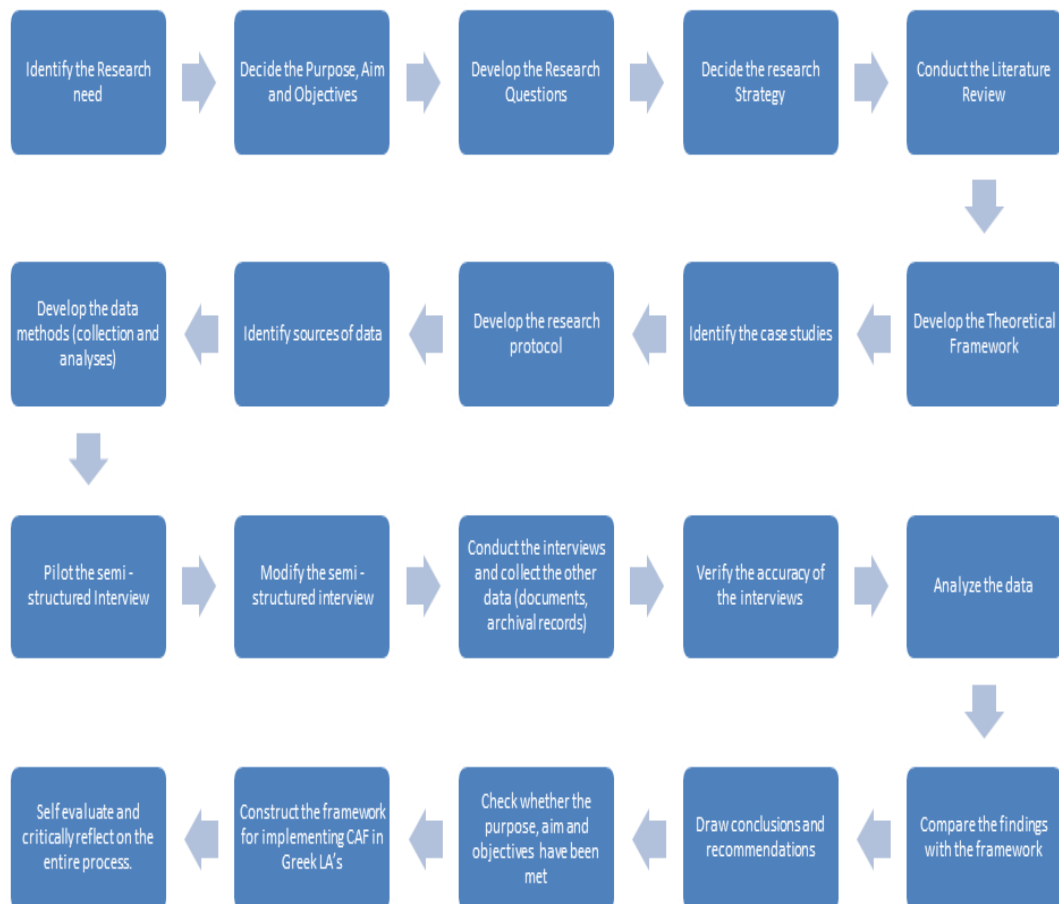 Identify the Research
need
Decide the Purpose, Aim
and Objectives
Develop the Research
Questions
Decide the research
Strategy
Conduct the Literature
Review
Develop the Theoretical
Framework
Identify the case studies
Develop the research
protocol
Identify sources of data
Develop the data
methods (collection and
analyses)
Pilot the semi -
structured Interview
Modify the semi -
structured interview
Conduct the interviews
and collect the other
data (documents,
archival records)
Verify the accuracy of
the interviews
Analyze the data
Compare the findings
with the framework
Draw conclusions and
recommendations
Check whether the
purpose, aim and
objectives have been
met
Construct the framework
for implementing CAF in
Greek LA's
Self evaluate and
critically reflect on the
entire process.